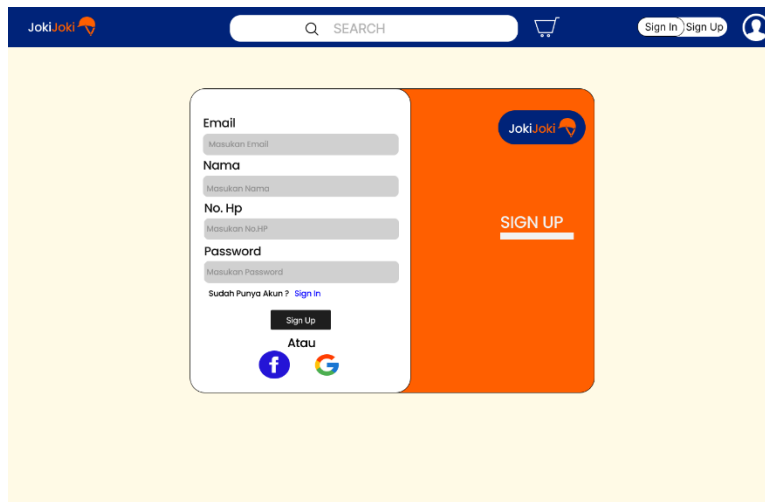 JokiJoki
SEARCH
Sign In Sign Up
Email
Masukan Email
Nama
Masukan Nama
No. Hp
Masukan No.HP
Password
Masukan Password
Sudah Punya Akun ? Sign In
Sign Up
Atau
f
G
JokiJoki
SIGN UP